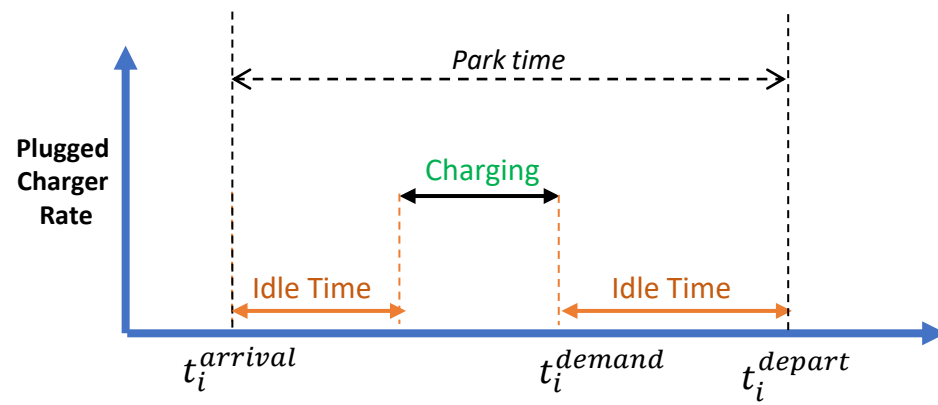 Park time
Plugged
Charger
Rate
Charging
Idle Time
Idle Time
t_i^{arrival}
t_i^{demand}
t_i^{depart}